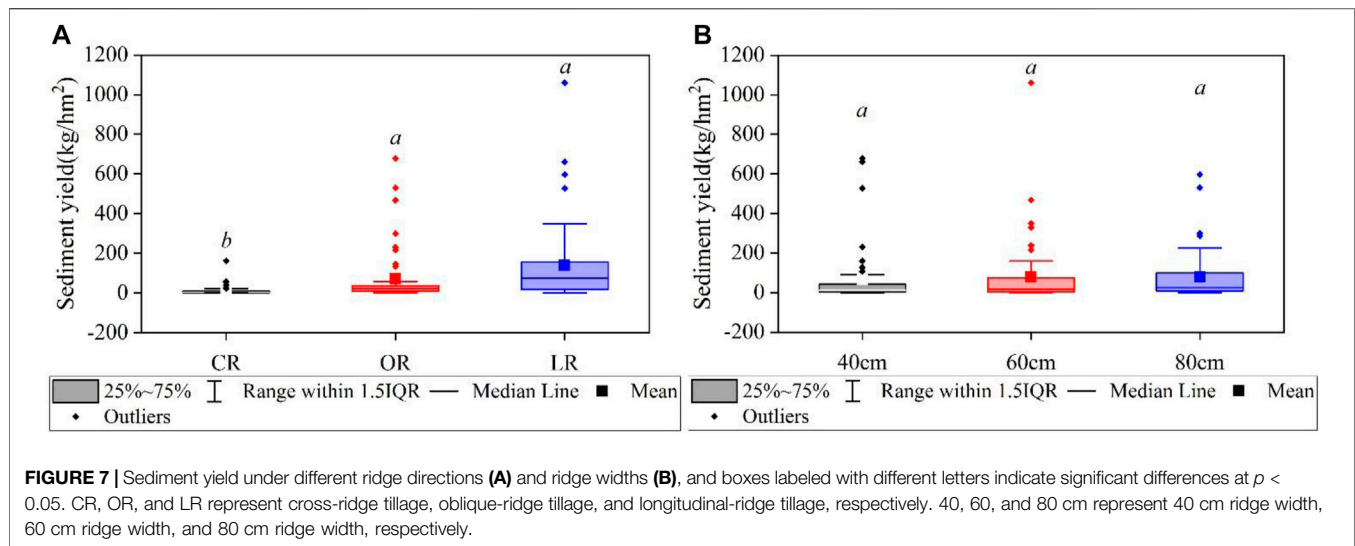 A
B
1200
1000
800
600
400
200
0
-200
Sediment yield(kg/hm²)
b
a
a
CR
OR
LR
1200
1000
800
600
400
200
0
-200
Sediment yield(kg/hm²)
a
a
a
40cm
60cm
80cm
25%~75% Range within 1.5IQR Median Line Mean
Outliers
25%~75% Range within 1.5IQR Median Line Mean
Outliers
FIGURE 7 | Sediment yield under different ridge directions (A) and ridge widths (B), and boxes labeled with different letters indicate significant differences at p <
0.05. CR, OR, and LR represent cross-ridge tillage, oblique-ridge tillage, and longitudinal-ridge tillage, respectively. 40, 60, and 80 cm represent 40 cm ridge width,
60 cm ridge width, and 80 cm ridge width, respectively.